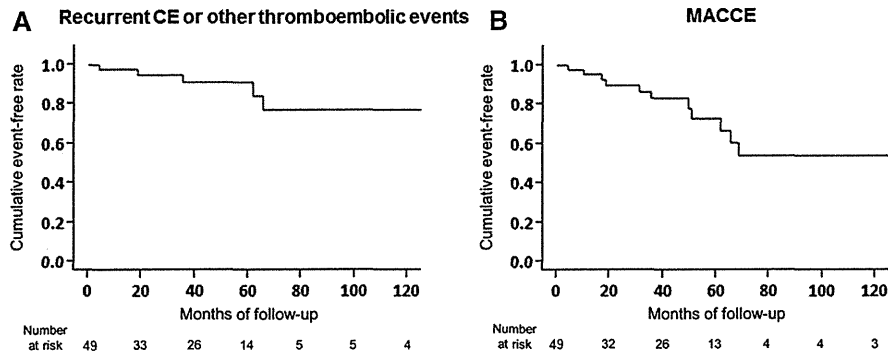 A Recurrent CE or other thromboembolic events
Cumulative event-free rate
1.0
0.8
0.6
0.4
0.2
0.0
0 20 40 60 80 100 120
Months of follow-up
Number
at risk 49 33 26 14 5 5 4
B MACCE
Cumulative event-free rate
1.0
0.8
0.6
0.4
0.2
0.0
0 20 40 60 80 100 120
Months of follow-up
Number
at risk 49 32 26 13 4 4 3